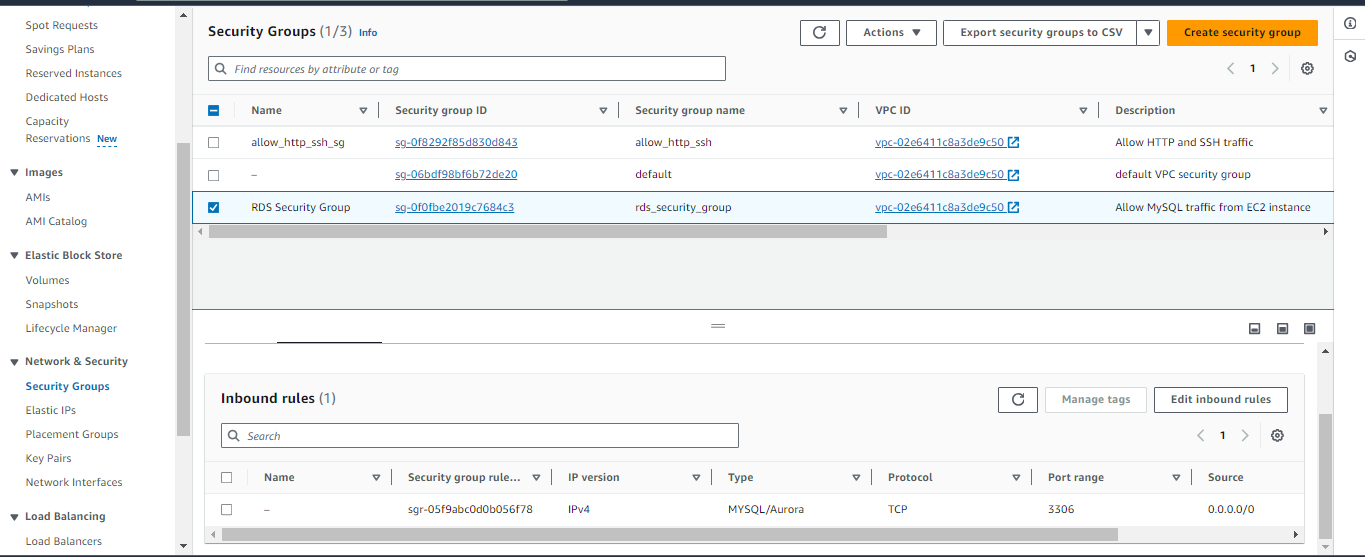 Spot Requests
Savings Plans
Reserved Instances
Dedicated Hosts
Capacity
Reservations New
Images
AMIs
AMI Catalog
Elastic Block Store
Volumes
Snapshots
Lifecycle Manager
Network & Security
Security Groups
Elastic IPs
Placement Groups
Key Pairs
Network Interfaces
Load Balancing
Load Balancers
Security Groups (1/3) Info
Actions
Export security groups to CSV
Create security group
Find resources by attribute or tag
1
Name Security group ID Security group name VPC ID Description
allow_http_ssh_sg sg-0f8292f85d830d843 allow_http_ssh vpc-02e6411c8a3de9c50 Allow HTTP and SSH traffic
– sg-06bdf98bf6b72de20 default vpc-02e6411c8a3de9c50 default VPC security group
RDS Security Group sg-0f0fbe2019c7684c3 rds_security_group vpc-02e6411c8a3de9c50 Allow MySQL traffic from EC2 instance
Inbound rules (1)
Manage tags
Edit inbound rules
Search
1
Name Security group rule... IP version Type Protocol Port range Source
– sgr-05f9abc0d0b056f78 IPv4 MYSQL/Aurora TCP 3306 0.0.0.0/0